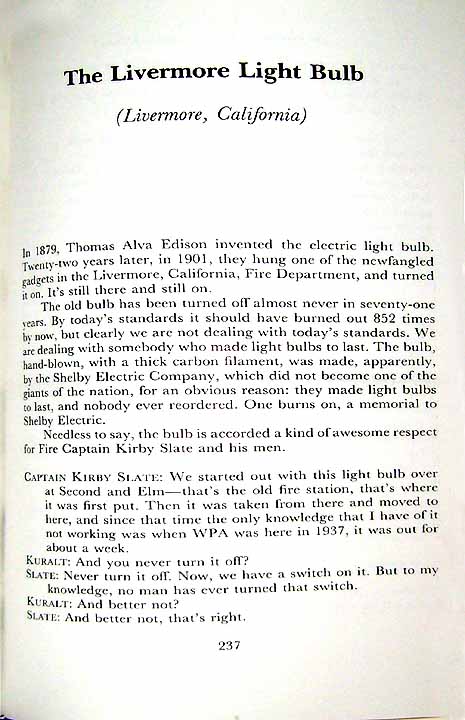 The Livermore Light Bulb
(Livermore, California)
In 1879, Thomas Alva Edison invented the electric light bulb.
Twenty-two years later, in 1901, they hung one of the newfangled
gadgets in the Livermore, California, Fire Department, and turned
it on. It's still there and still on.
The old bulb has been turned off almost never in seventy-one
years. By today's standards it should have burned out 852 times
by now, but clearly we are not dealing with today's standards. We
are dealing with somebody who made light bulbs to last. The bulb,
hand-blown, with a thick carbon filament, was made, apparently,
by the Shelby Electric Company, which did not become one of the
giants of the nation, for an obvious reason: they made light bulbs
to last, and nobody ever reordered. One burns on, a memorial to
Shelby Electric.
Needless to say, the bulb is accorded a kind of awesome respect
for Fire Captain Kirby Slate and his men.
CAPTAIN KIRBY SLATE: We started out with this light bulb over
at Second and Elm—that's the old fire station, that's where
it was first put. Then it was taken from there and moved to
here, and since that time the only knowledge that I have of it
not working was when WPA was here in 1937, it was out for
about a week.
KURALT: And you never turn it off?
SLATE: Never turn it off. Now, we have a switch on it. But to my
knowledge, no man has ever turned that switch.
KURALT: And better not?
SLATE: And better not, that's right.
237